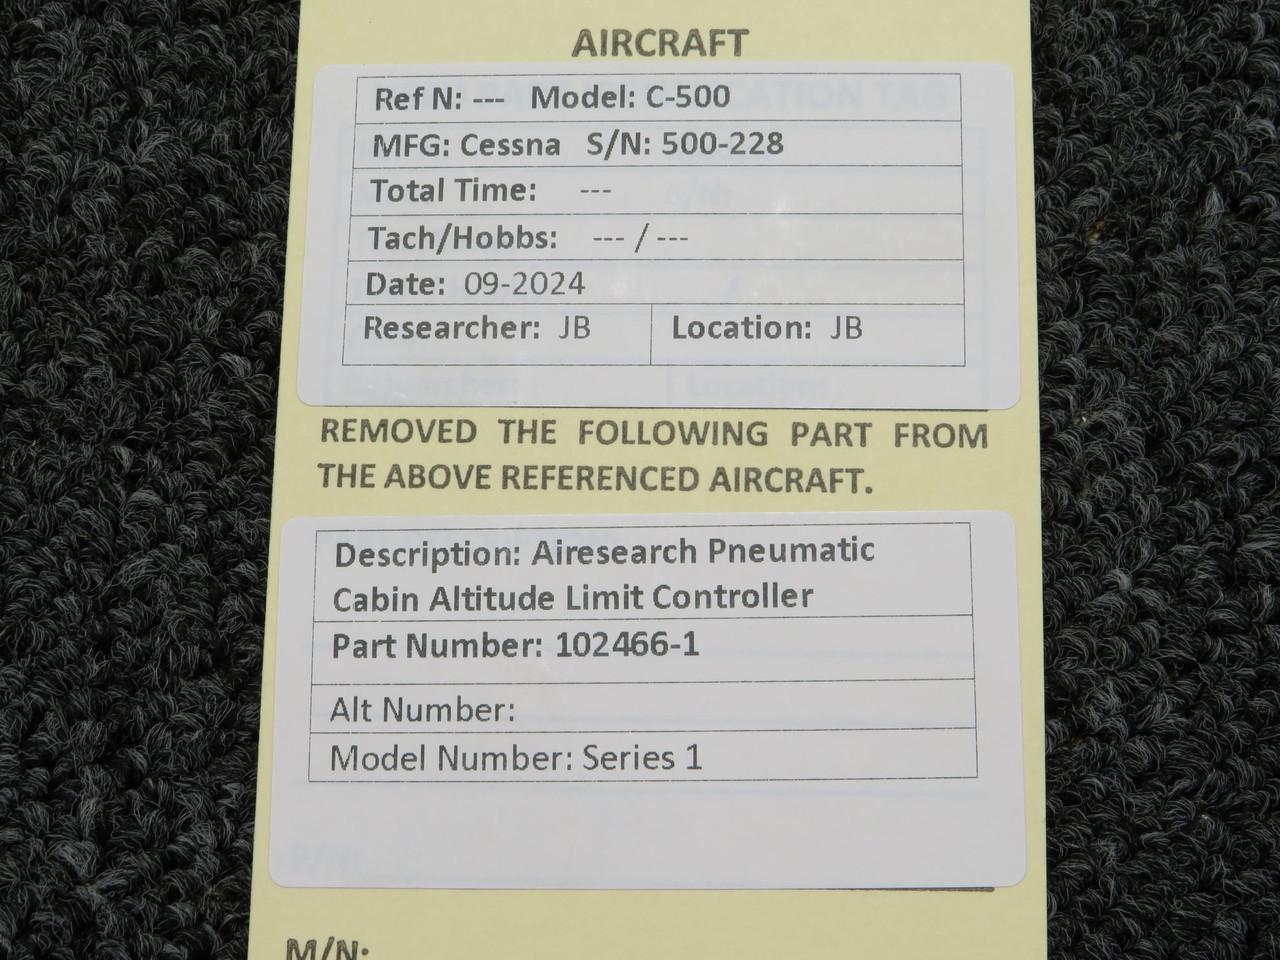 AIRCRAFT
Ref N: --- Model: C-500
MFG: Cessna S/N: 500-228
Total Time: ---
Tach/Hobbs: --- / ---
Date: 09-2024
Researcher: JB Location: JB
REMOVED THE FOLLOWING PART FROM
THE ABOVE REFERENCED AIRCRAFT.
Description: Airesearch Pneumatic
Cabin Altitude Limit Controller
Part Number: 102466-1
Alt Number:
Model Number: Series 1
P/N:
M/N: